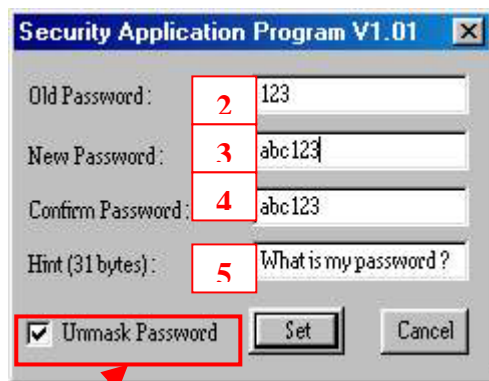 Security Application Program V1.01
Old Password : 2 123
New Password : 3 abc123
Confirm Password : 4 abc123
Hint (31 bytes) : 5 What is my password ?
Unmask Password Set Cancel